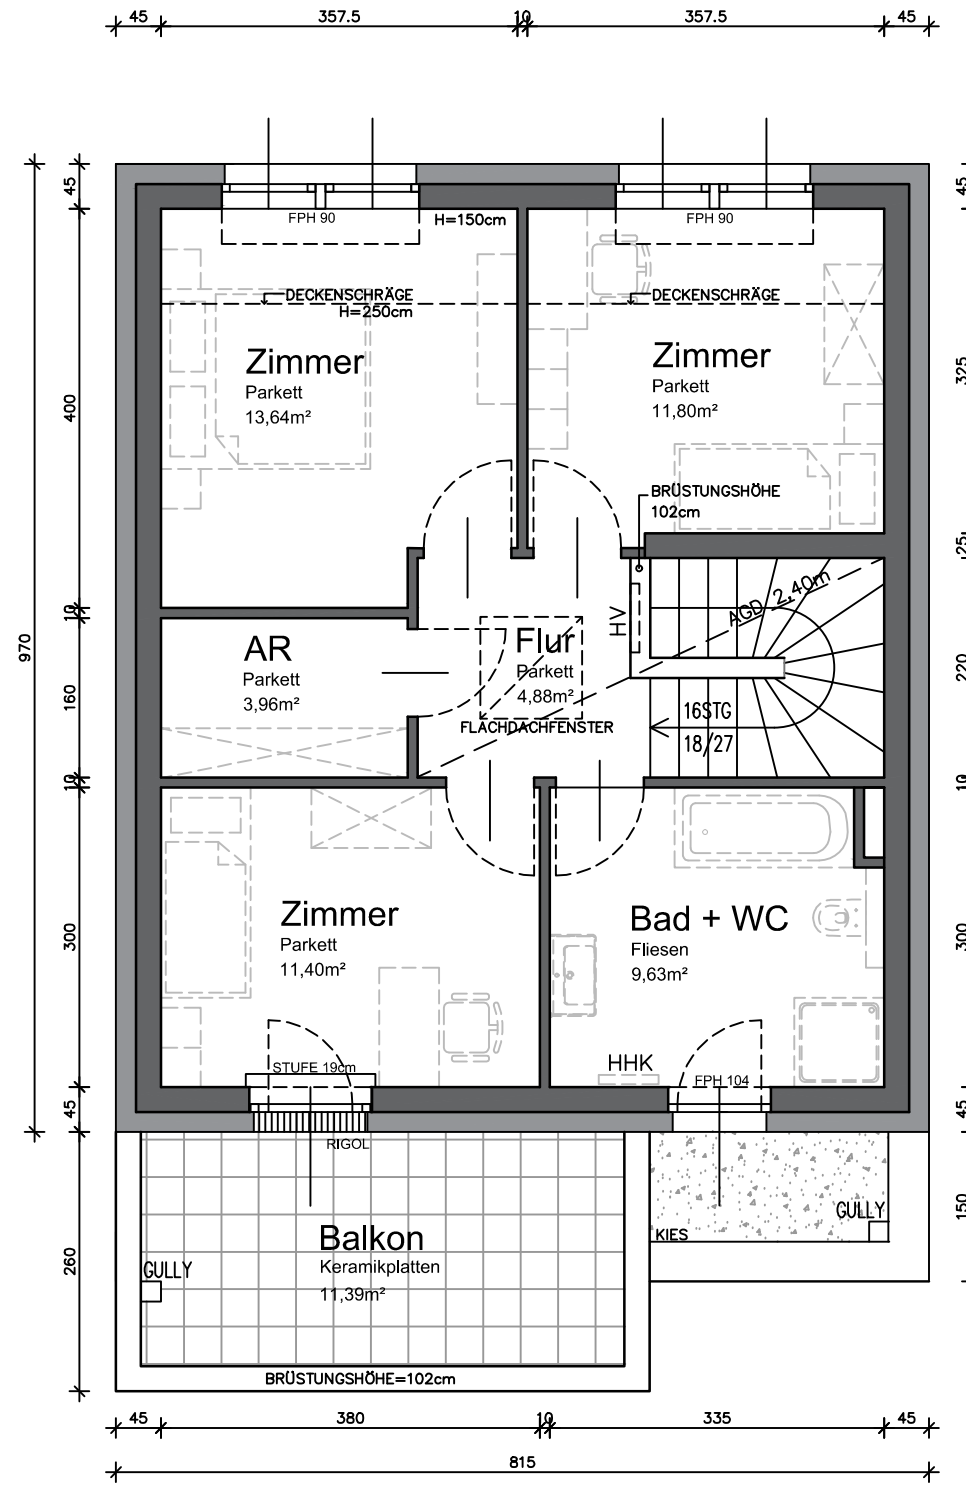 45 357.5 10 357.5 45
45
FPH 90
H=150cm
FPH 90
45
DECKENSCHRÄGE
H=250cm
DECKENSCHRÄGE
Zimmer
Parkett
13,64m²
Zimmer
Parkett
11,80m²
400
325
BRÜSTUNGSHÖHE
102cm
25
AGD 2,40m
10
HV
970
AR
Parkett
3,96m²
Flur
Parkett
4,88m²
FLACHDACHFENSTER
160
220
16STG
18/27
10
10
Zimmer
Parkett
11,40m²
Bad + WC
Fliesen
9,63m²
300
300
STUFE 19cm
HHK
FPH 104
45
45
RIGOL
150
GULLY
KIES
260
Balkon
Keramikplatten
11,39m²
GULLY
BRÜSTUNGSHÖHE=102cm
45 380 10 335 45
815